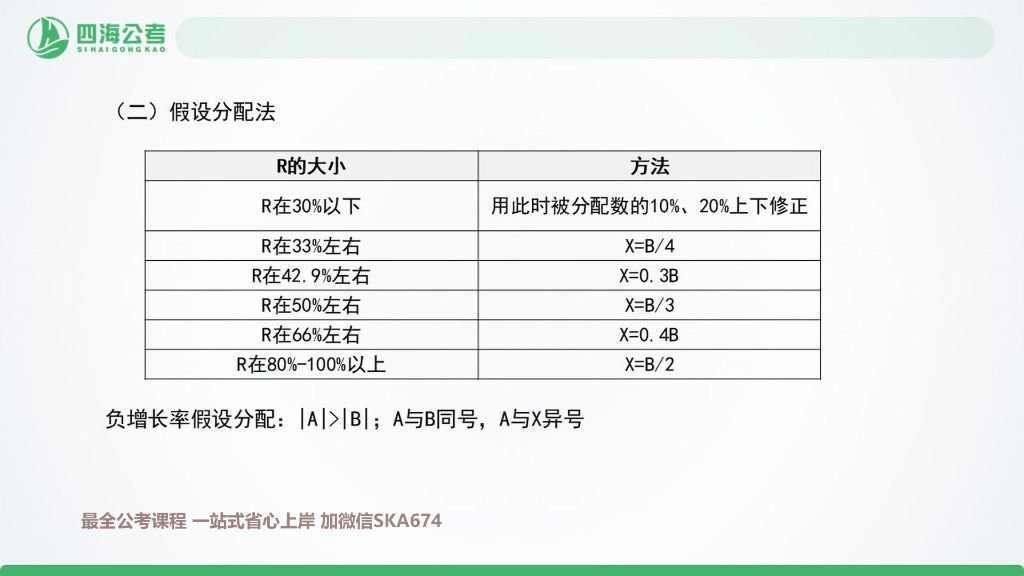 四海公考
SIHAIGONGKAO
（二）假设分配法
R的大小 方法
R在30%以下 用此时被分配数的10%、20%上下修正
R在33%左右 X=B/4
R在42.9%左右 X=0.3B
R在50%左右 X=B/3
R在66%左右 X=0.4B
R在80%-100%以上 X=B/2
负增长率假设分配：|A|>|B|；A与B同号，A与X异号
最全公考课程 一站式省心上岸 加微信SKA674